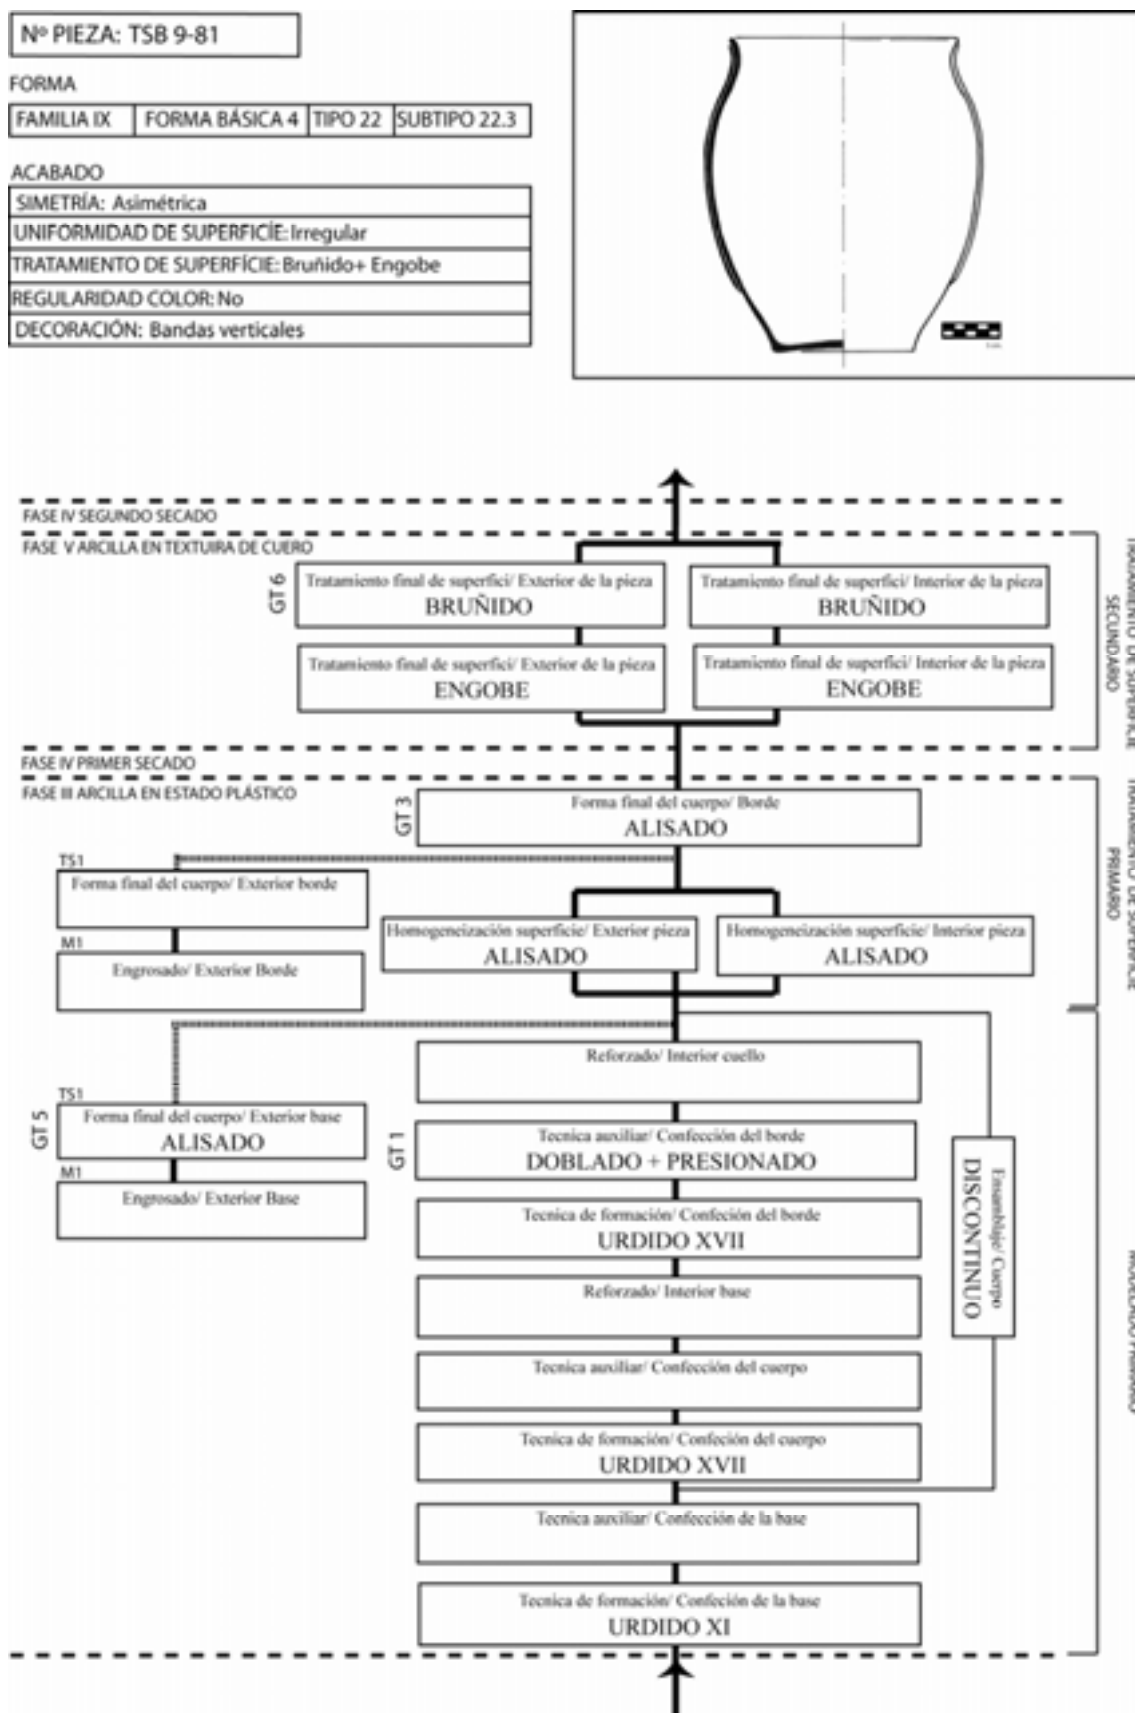 Nº PIEZA: TSB 9-81
FORMA
FAMILIA IX FORMA BÁSICA 4 TIPO 22 SUBTIPO 22.3
ACABADO
SIMETRÍA: Asimétrica
UNIFORMIDAD DE SUPERFICÍE: Irregular
TRATAMIENTO DE SUPERFÍCIE: Bruñido+ Engobe
REGULARIDAD COLOR: No
DECORACIÓN: Bandas verticales
FASE IV SEGUNDO SECADO
FASE V ARCILLA EN TEXTUIRA DE CUERO
GT 6
Tratamiento final de superfici/ Exterior de la pieza
BRUÑIDO
Tratamiento final de superfici/ Interior de la pieza
BRUÑIDO
Tratamiento final de superfici/ Exterior de la pieza
ENGOBE
Tratamiento final de superfici/ Interior de la pieza
ENGOBE
TRATAMIENTO DE SUPERFICIE
SECUNDARIO
FASE IV PRIMER SECADO
FASE III ARCILLA EN ESTADO PLÁSTICO
GT 3
Forma final del cuerpo/ Borde
ALISADO
TS1
Forma final del cuerpo/ Exterior borde
M1
Engrosado/ Exterior Borde
Homogeneización superficie/ Exterior pieza
ALISADO
Homogeneización superficie/ Interior pieza
ALISADO
TRATAMIENTO DE SUPERFICIE
PRIMARIO
Reforzado/ Interior cuello
TS1
GT 5
Forma final del cuerpo/ Exterior base
ALISADO
M1
Engrosado/ Exterior Base
GT 1
Tecnica auxiliar/ Confección del borde
DOBLADO + PRESIONADO
Tecnica de formación/ Confeción del borde
URDIDO XVII
Reforzado/ Interior base
Tecnica auxiliar/ Confección del cuerpo
Tecnica de formación/ Confeción del cuerpo
URDIDO XVII
Ensamblaje/ Cuerpo
DISCONTINUO
Tecnica auxiliar/ Confección de la base
Tecnica de formación/ Confeción de la base
URDIDO XI